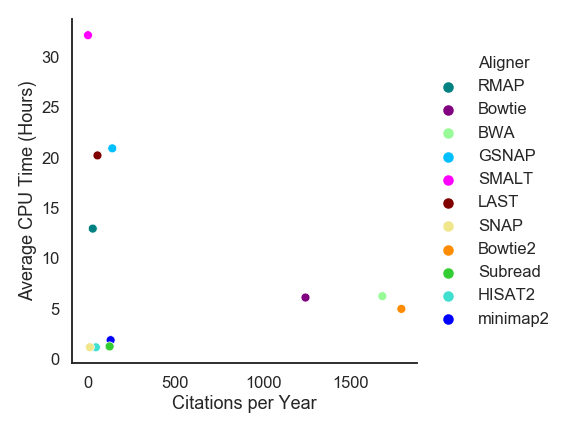 Average CPU Time (Hours)
30
25
20
15
10
5
0
0 500 1000 1500
Citations per Year
Aligner
RMAP
Bowtie
BWA
GSNAP
SMALT
LAST
SNAP
Bowtie2
Subread
HISAT2
minimap2